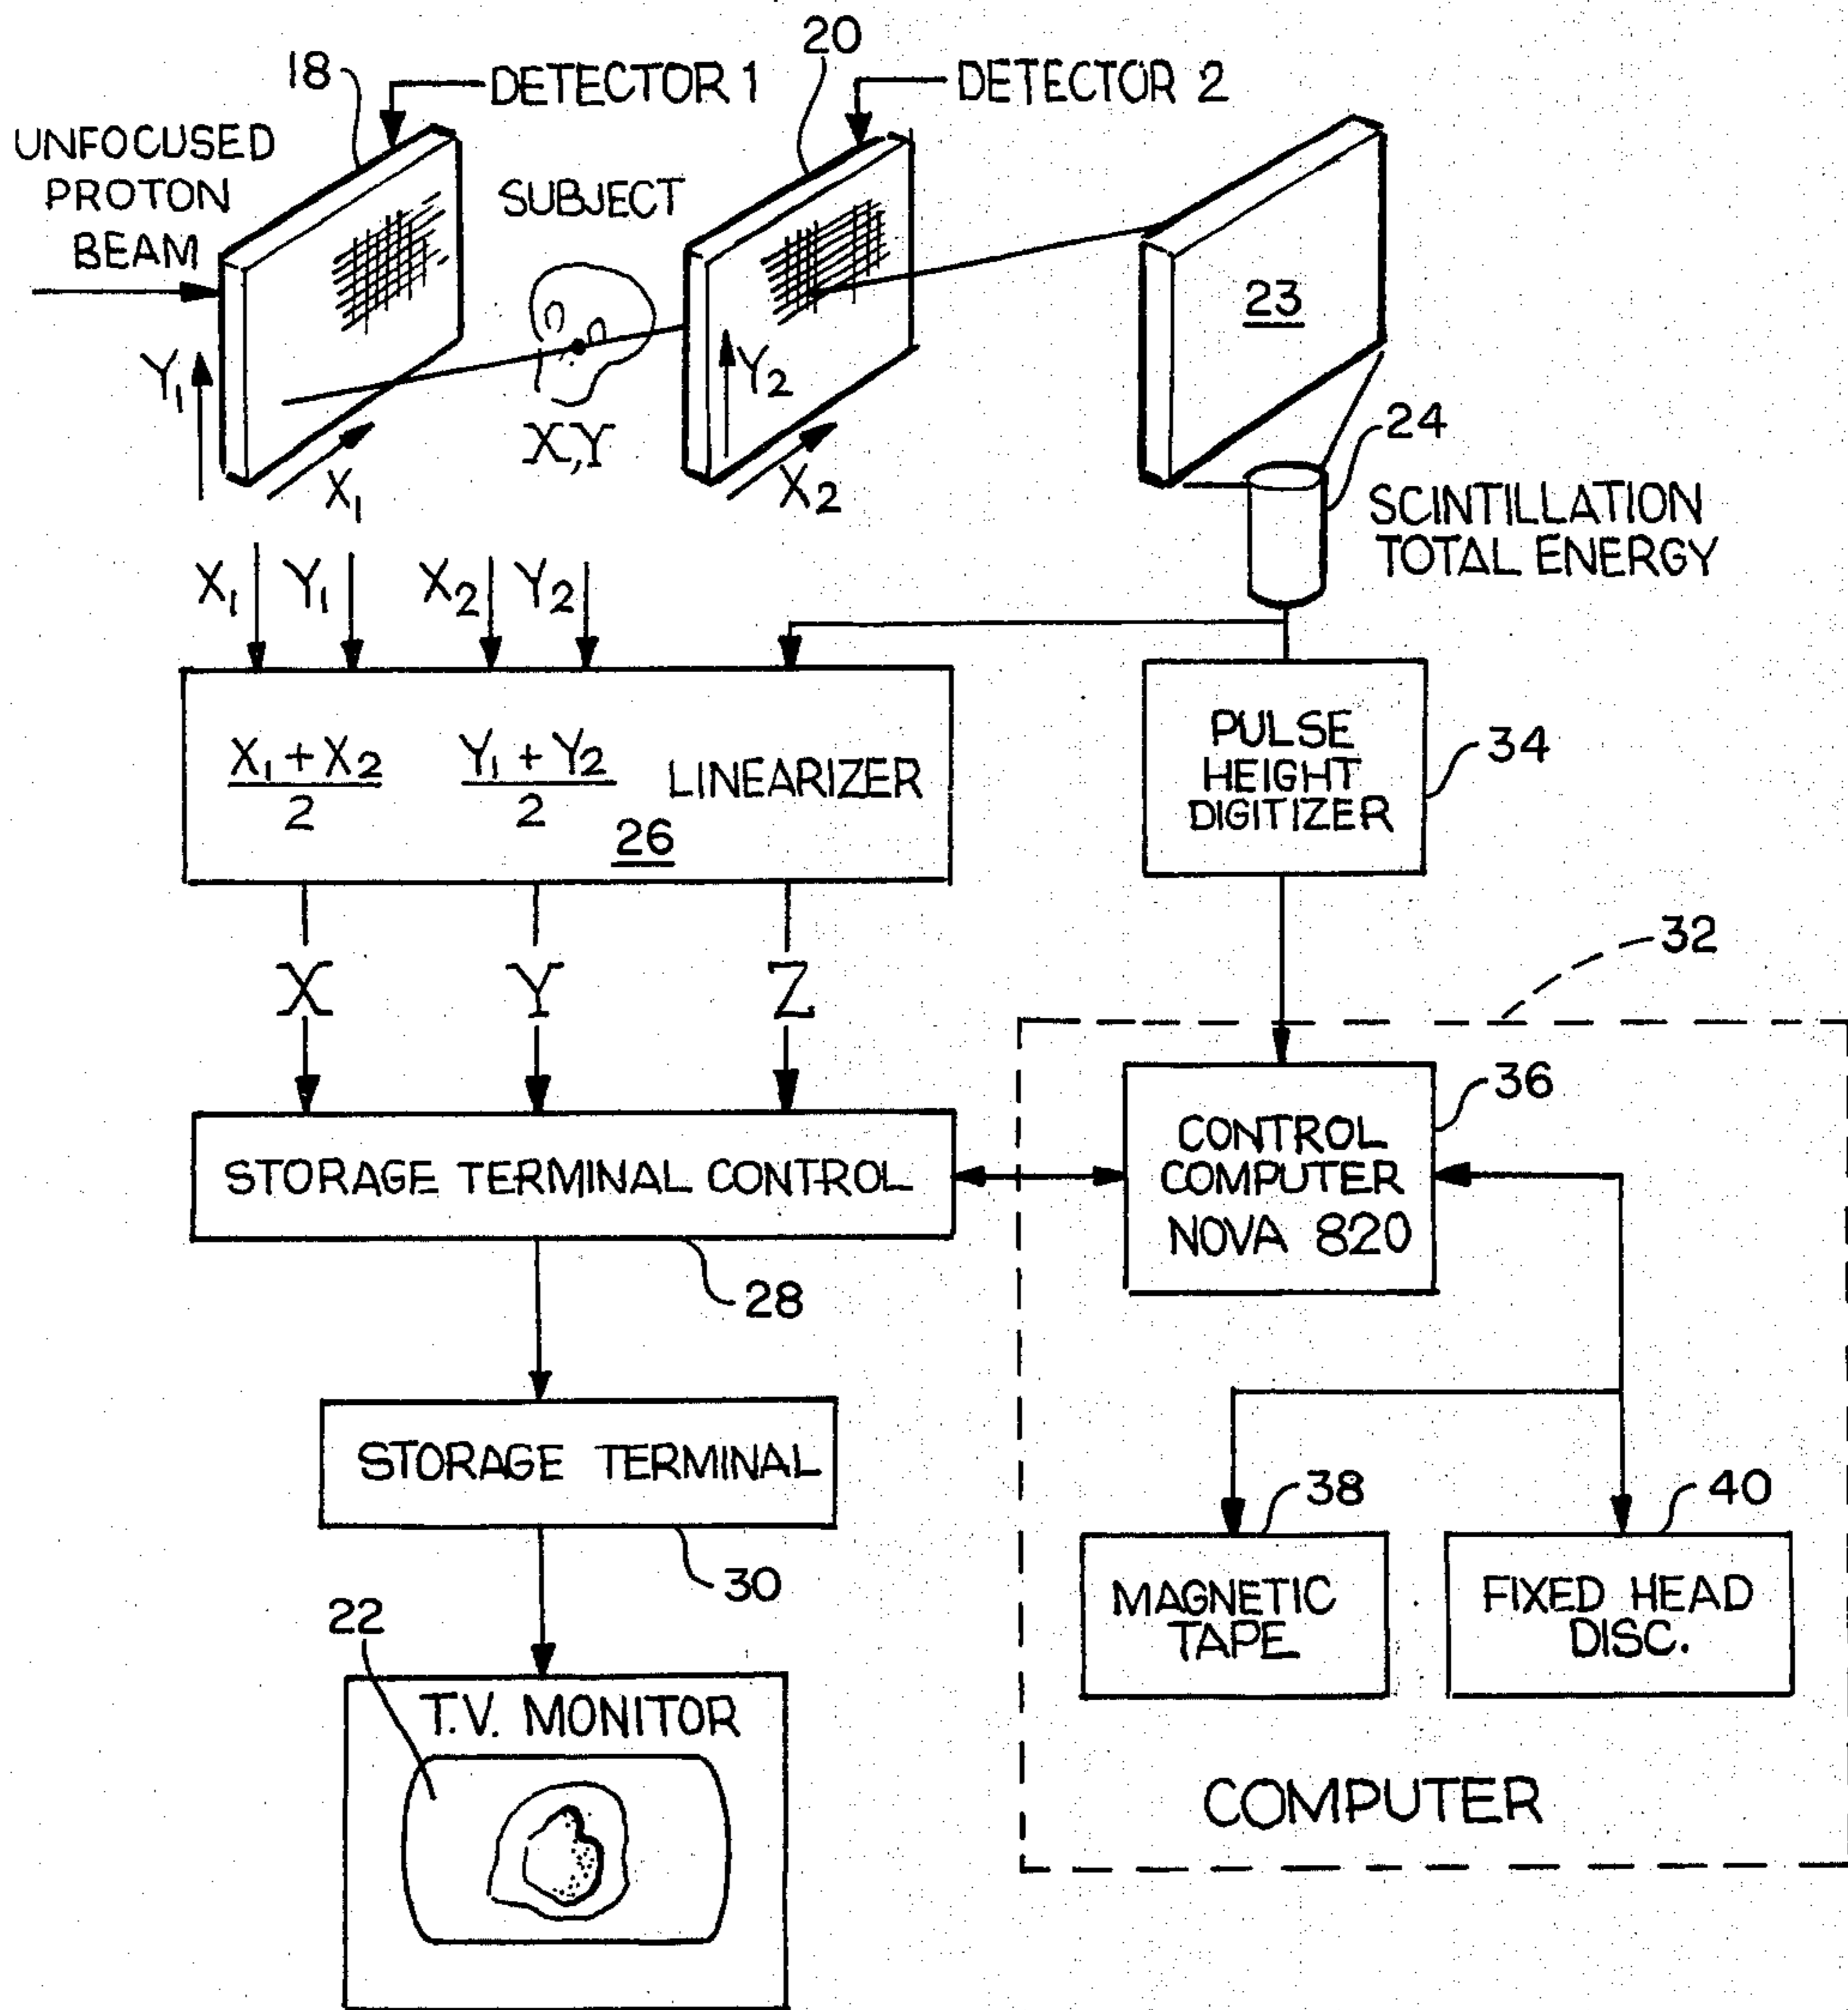 18
DETECTOR 1
20
DETECTOR 2
UNFOCUSED
PROTON
BEAM
SUBJECT
23
Y1
X1
X,Y
Y2
X2
24
SCINTILLATION
TOTAL ENERGY
X1 Y1 X2 Y2
X1 + X2
2
Y1 + Y2
2
LINEARIZER
26
PULSE
HEIGHT
DIGITIZER
34
X Y Z
32
STORAGE TERMINAL CONTROL
28
CONTROL
COMPUTER
NOVA 820
36
STORAGE TERMINAL
30
38
MAGNETIC
TAPE
40
FIXED HEAD
DISC.
22
T.V. MONITOR
COMPUTER